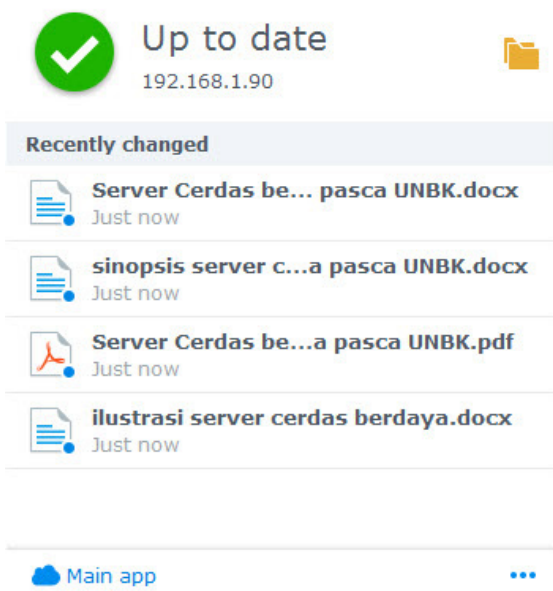 Up to date
192.168.1.90
Recently changed
Server Cerdas be... pasca UNBK.docx
Just now
sinopsis server c...a pasca UNBK.docx
Just now
Server Cerdas be...a pasca UNBK.pdf
Just now
ilustrasi server cerdas berdaya.docx
Just now
Main app